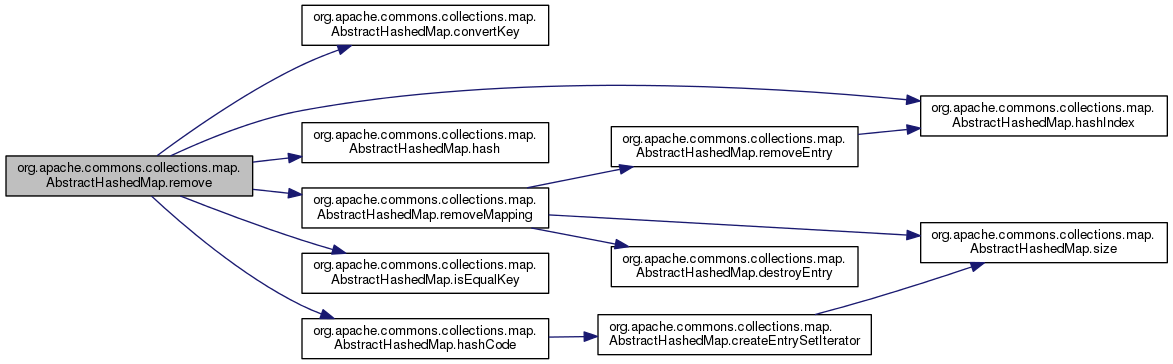 org.apache.commons.collections.map.
AbstractHashedMap.remove
org.apache.commons.collections.map.
AbstractHashedMap.convertKey
org.apache.commons.collections.map.
AbstractHashedMap.hash
org.apache.commons.collections.map.
AbstractHashedMap.removeMapping
org.apache.commons.collections.map.
AbstractHashedMap.isEqualKey
org.apache.commons.collections.map.
AbstractHashedMap.hashCode
org.apache.commons.collections.map.
AbstractHashedMap.removeEntry
org.apache.commons.collections.map.
AbstractHashedMap.destroyEntry
org.apache.commons.collections.map.
AbstractHashedMap.createEntrySetIterator
org.apache.commons.collections.map.
AbstractHashedMap.hashIndex
org.apache.commons.collections.map.
AbstractHashedMap.size